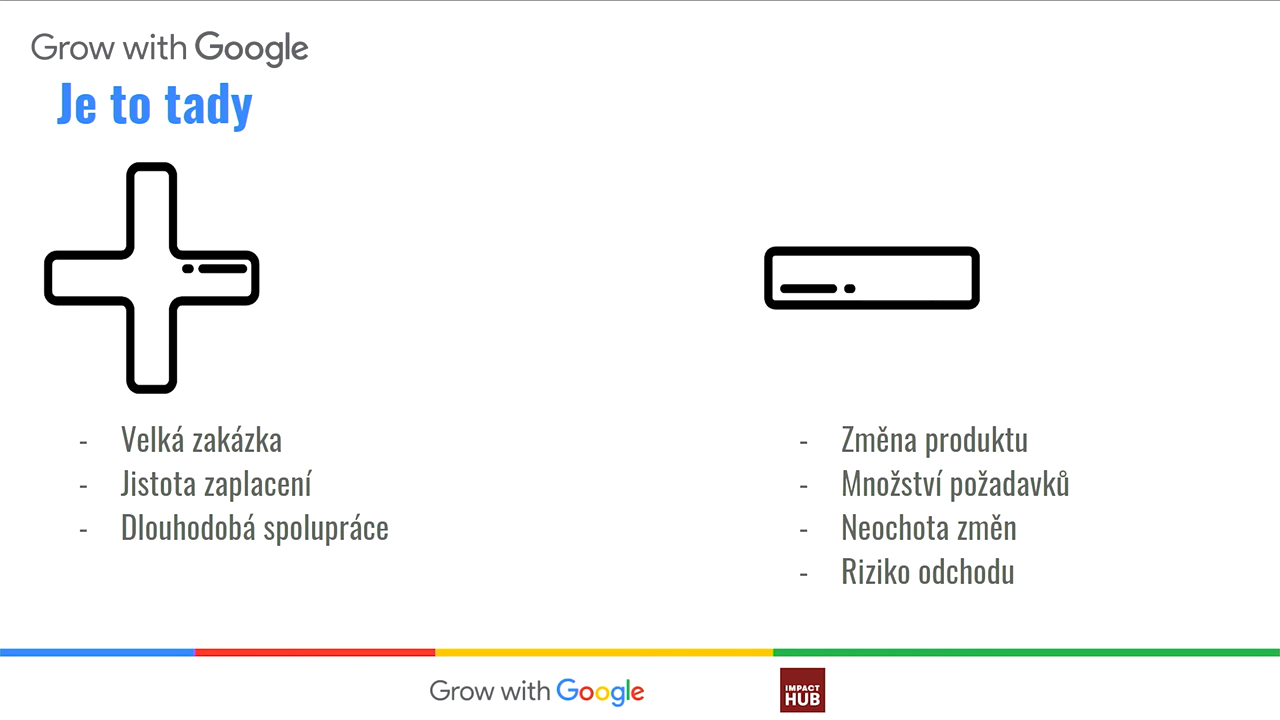 Grow with Google
Je to tady
- Velká zakázka
- Jistota zaplacení
- Dlouhodobá spolupráce
- Změna produktu
- Množství požadavků
- Neochota změn
- Riziko odchodu
Grow with Google
IMPACT
HUB